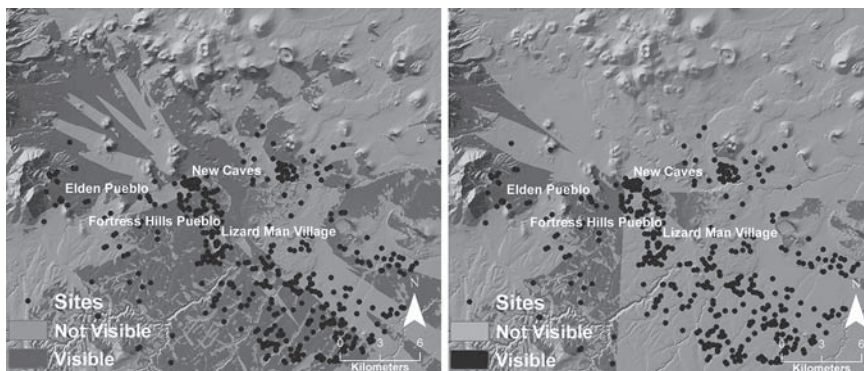 New Caves
Elden Pueblo
Fortress Hills Pueblo
Lizard Man Village
Sites
Not Visible
Visible
N
0 3 6
Kilometers
New Caves
Elden Pueblo
Fortress Hills Pueblo
Lizard Man Village
Sites
Not Visible
Visible
N
0 3 6
Kilometers